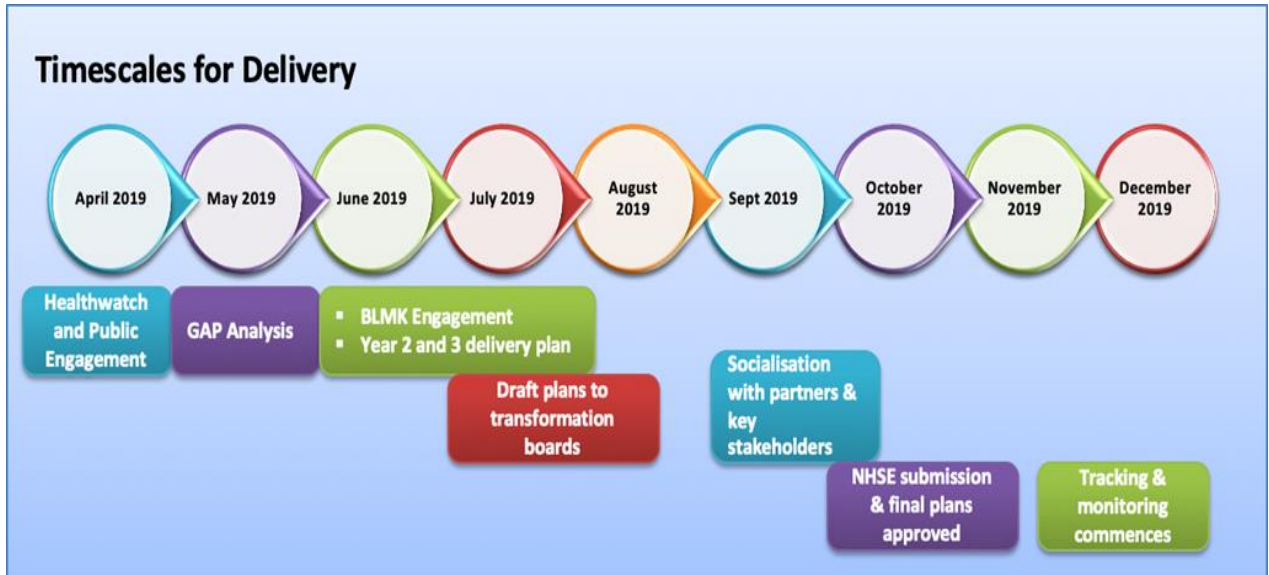 Timescales for Delivery
April 2019
May 2019
June 2019
July 2019
August
2019
Sept 2019
October
2019
November
2019
December
2019
Healthwatch
and Public
Engagement
GAP Analysis
▪ BLMK Engagement
▪ Year 2 and 3 delivery plan
Draft plans to
transformation
boards
Socialisation
with partners &
key
stakeholders
NHSE submission
& final plans
approved
Tracking &
monitoring
commences